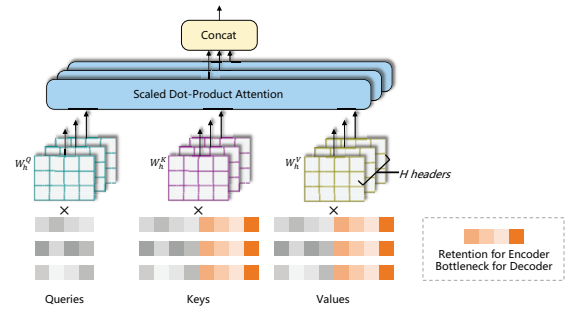 Concat
Scaled Dot-Product Attention
W_h^Q
W_h^K
W_h^V
H headers
×
×
×
Retention for Encoder
Bottleneck for Decoder
Queries
Keys
Values